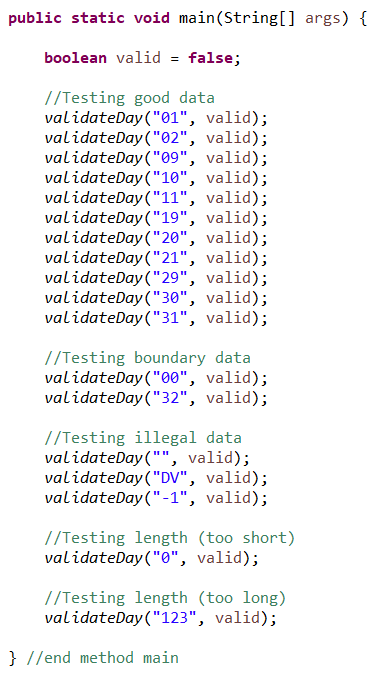 public static void main(String[] args) {
boolean valid = false;
//Testing good data
validateDay("01", valid);
validateDay("02", valid);
validateDay("09", valid);
validateDay("10", valid);
validateDay("11", valid);
validateDay("19", valid);
validateDay("20", valid);
validateDay("21", valid);
validateDay("29", valid);
validateDay("30", valid);
validateDay("31", valid);
//Testing boundary data
validateDay("00", valid);
validateDay("32", valid);
//Testing illegal data
validateDay("", valid);
validateDay("DV", valid);
validateDay("-1", valid);
//Testing length (too short)
validateDay("0", valid);
//Testing length (too long)
validateDay("123", valid);
} //end method main